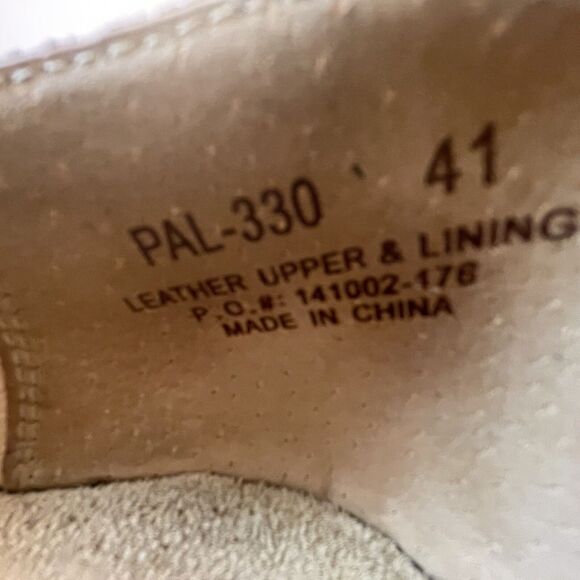 PAL-330 41
LEATHER UPPER & LINING
P.O.#: 141002-176
MADE IN CHINA